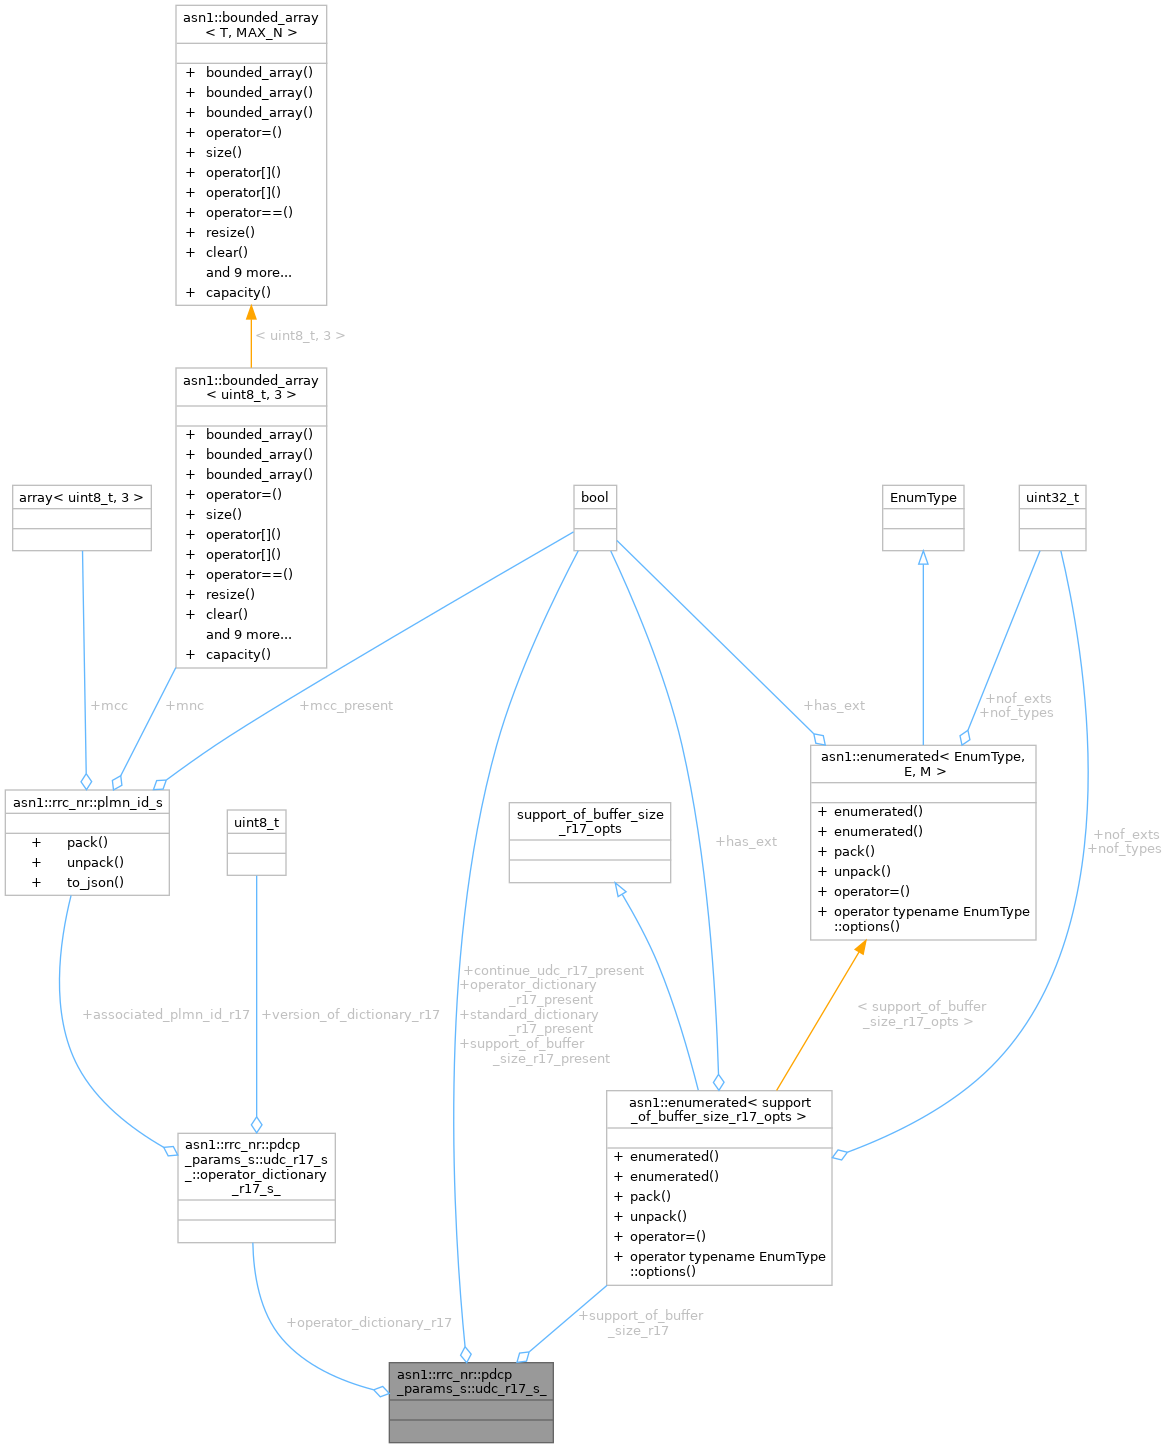 asn1::bounded_array
< T, MAX_N >
+ bounded_array()
+ bounded_array()
+ bounded_array()
+ operator=()
+ size()
+ operator[]()
+ operator[]()
+ operator==()
+ resize()
+ clear()
and 9 more...
+ capacity()
< uint8_t, 3 >
asn1::bounded_array
< uint8_t, 3 >
+ bounded_array()
+ bounded_array()
+ bounded_array()
+ operator=()
+ size()
+ operator[]()
+ operator[]()
+ operator==()
+ resize()
+ clear()
and 9 more...
+ capacity()
array< uint8_t, 3 >
bool
EnumType
uint32_t
+mcc
+mnc
+mcc_present
+has_ext
+nof_exts
+nof_types
asn1::enumerated< EnumType,
E, M >
+ enumerated()
+ enumerated()
+ pack()
+ unpack()
+ operator=()
+ operator typename EnumType
::options()
asn1::rrc_nr::plmn_id_s
+ pack()
+ unpack()
+ to_json()
uint8_t
support_of_buffer_size
_r17_opts
+has_ext
+nof_exts
+nof_types
+associated_plmn_id_r17
+version_of_dictionary_r17
+continue_udc_r17_present
+operator_dictionary
_r17_present
+standard_dictionary
_r17_present
+support_of_buffer
_size_r17_present
< support_of_buffer
_size_r17_opts >
asn1::rrc_nr::pdcp
_params_s::udc_r17_s
_::operator_dictionary
_r17_s_
asn1::enumerated< support
_of_buffer_size_r17_opts >
+ enumerated()
+ enumerated()
+ pack()
+ unpack()
+ operator=()
+ operator typename EnumType
::options()
+operator_dictionary_r17
+support_of_buffer
_size_r17
asn1::rrc_nr::pdcp
_params_s::udc_r17_s_